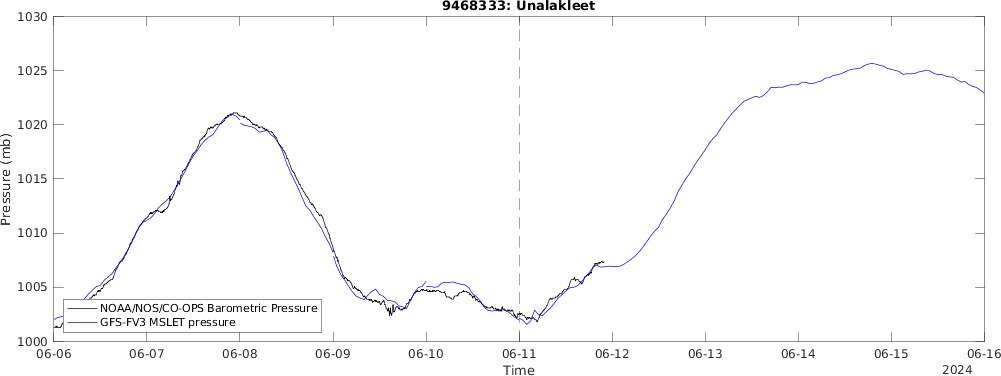 9468333: Unalakleet
1030
1025
1020
1015
1010
1005
1000
Pressure (mb)
NOAA/NOS/CO-OPS Barometric Pressure
GFS-FV3 MSLET pressure
06-06 06-07 06-08 06-09 06-10 06-11 06-12 06-13 06-14 06-15 06-16
Time
2024